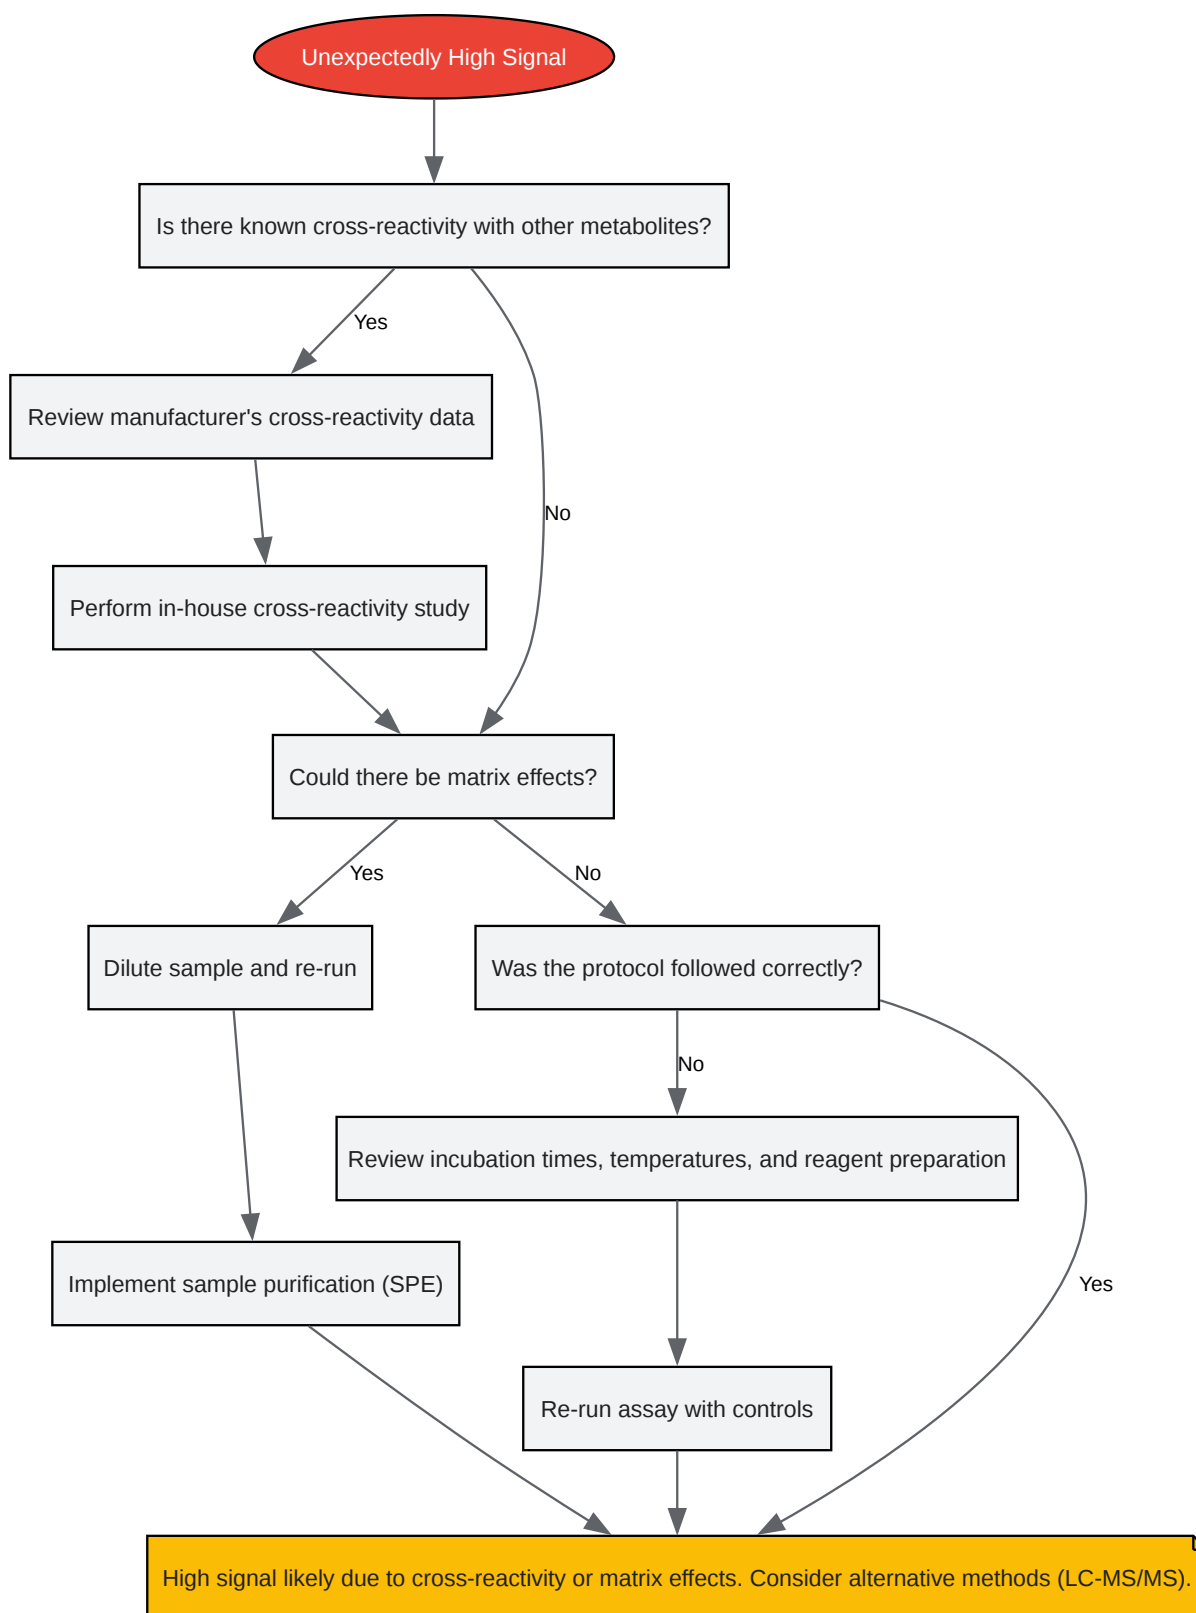 Unexpectedly High Signal
Is there known cross-reactivity with other metabolites?
Yes
Review manufacturer's cross-reactivity data
No
Perform in-house cross-reactivity study
Could there be matrix effects?
Yes
No
Dilute sample and re-run
Was the protocol followed correctly?
No
Review incubation times, temperatures, and reagent preparation
Implement sample purification (SPE)
Yes
Re-run assay with controls
High signal likely due to cross-reactivity or matrix effects. Consider alternative methods (LC-MS/MS).